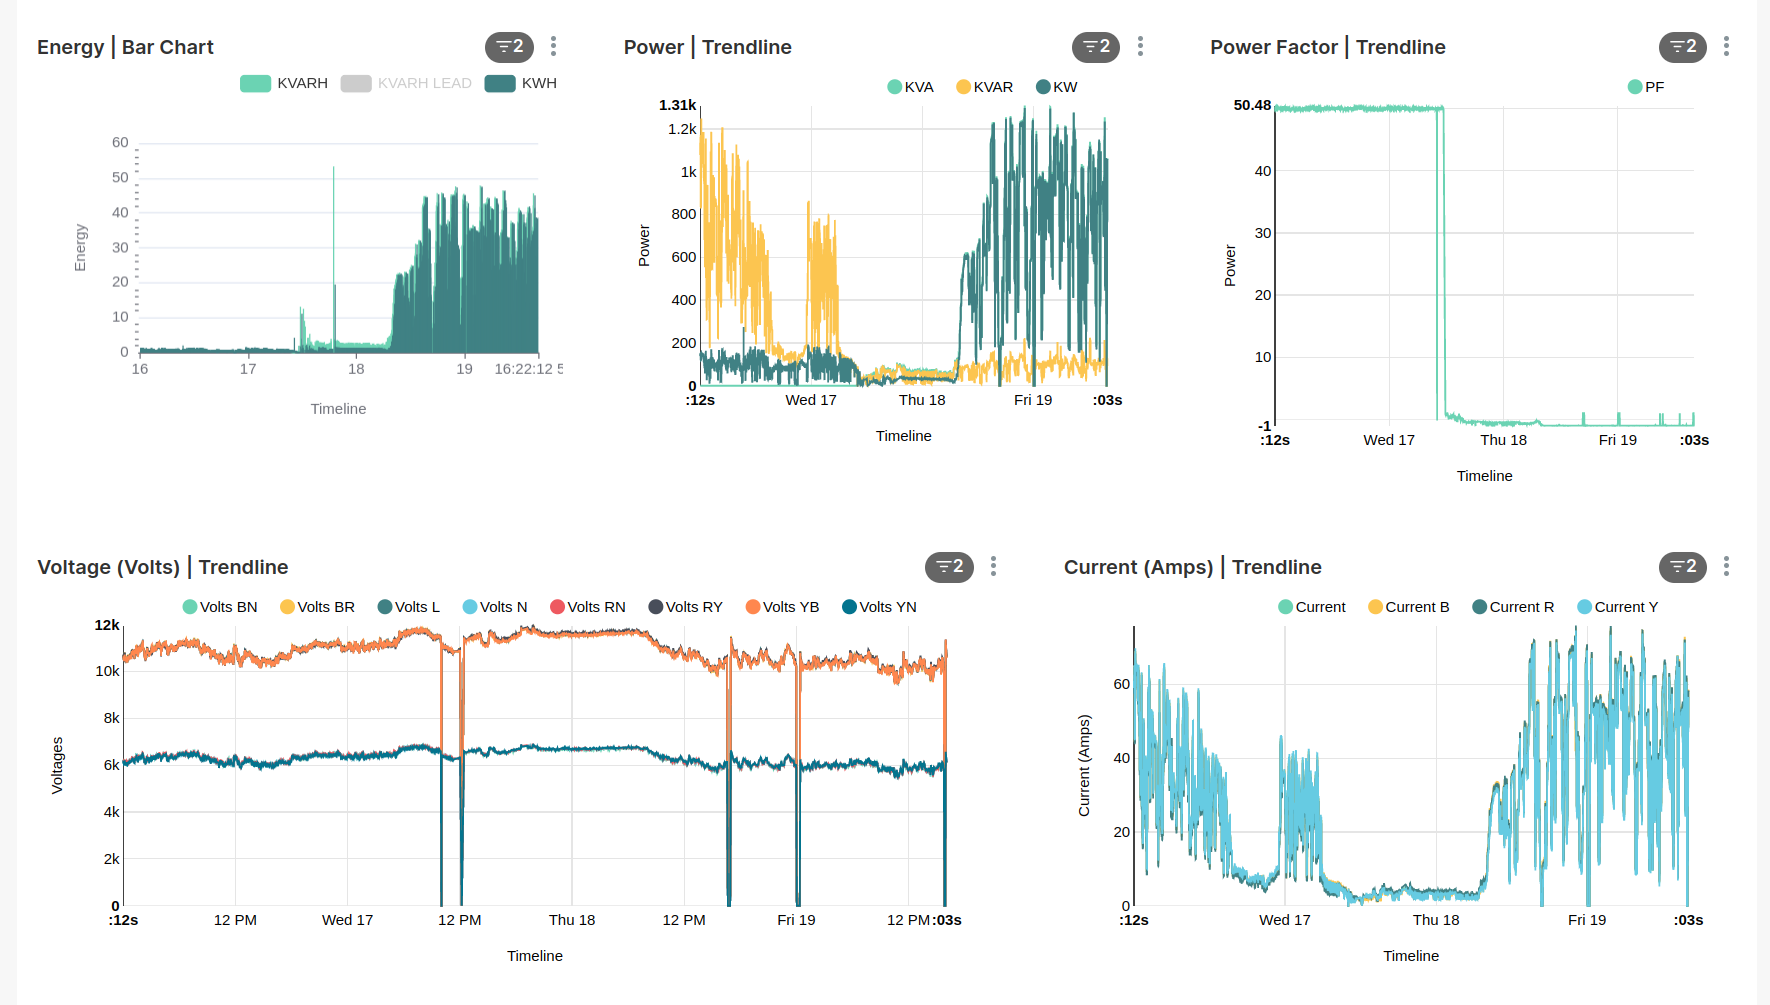 Energy | Bar Chart
2
KVARH
KVARH LEAD
KWH
60
50
40
30
20
10
0
Energy
16
17
18
19
16:22:12 5
Timeline
Power | Trendline
2
KVA
KVAR
KW
1.31k
1.2k
1k
800
600
400
200
0
Power
:12s
Wed 17
Thu 18
Fri 19
:03s
Timeline
Power Factor | Trendline
2
PF
50.48
40
30
20
10
-1
Power
:12s
Wed 17
Thu 18
Fri 19
:03s
Timeline
Voltage (Volts) | Trendline
2
Volts BN
Volts BR
Volts L
Volts N
Volts RN
Volts RY
Volts YB
Volts YN
12k
10k
8k
6k
4k
2k
0
Voltages
:12s
12 PM
Wed 17
12 PM
Thu 18
12 PM
Fri 19
12 PM
:03s
Timeline
Current (Amps) | Trendline
2
Current
Current B
Current R
Current Y
60
40
20
0
Current (Amps)
:12s
Wed 17
Thu 18
Fri 19
:03s
Timeline